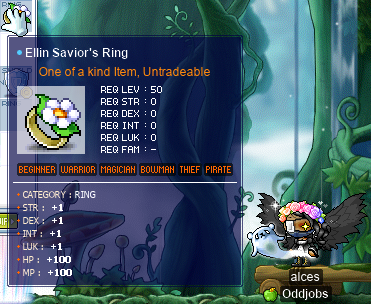 Ellin Savior's Ring
One of a kind Item, Untradeable
REQ LEV : 50
REQ STR : 0
REQ DEX : 0
REQ INT : 0
REQ LUK : 0
REQ FAM : -
BEGINNER WARRIOR MAGICIAN BOWMAN THIEF PIRATE
CATEGORY : RING
STR : +1
DEX : +1
INT : +1
LUK : +1
HP : +100
MP : +100
alces
Oddjobs